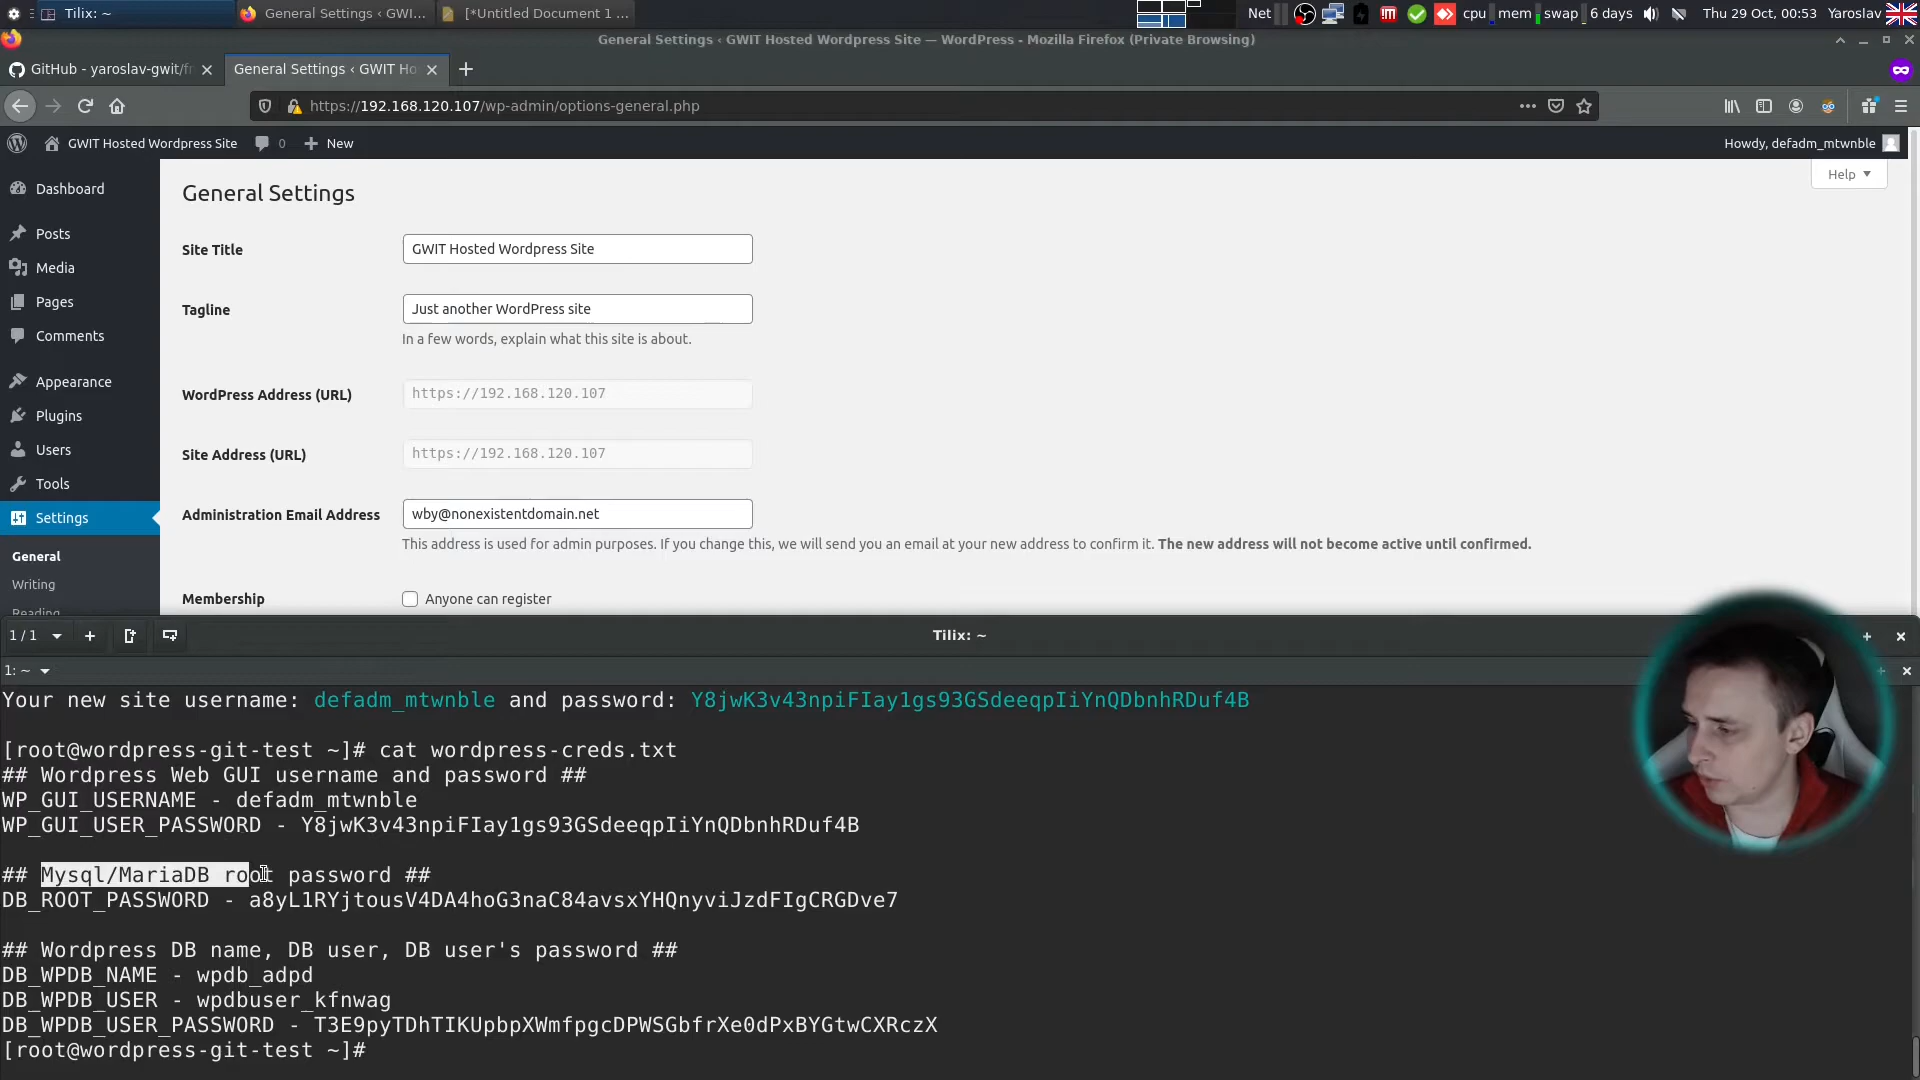 Tilix: ~
General Settings ‹ GWI...
[*Untitled Document 1 ...
Net
cpu
mem
swap
6 days
Thu 29 Oct, 00:53
Yaroslav
General Settings ‹ GWIT Hosted Wordpress Site — WordPress - Mozilla Firefox (Private Browsing)
GitHub - yaroslav-gwit/fr
General Settings ‹ GWIT Ho
https://192.168.120.107/wp-admin/options-general.php
GWIT Hosted Wordpress Site
0
New
Howdy, defadm_mtwnble
Help
Dashboard
Posts
Media
Pages
Comments
Appearance
Plugins
Users
Tools
Settings
General
Writing
Reading
General Settings
Site Title
GWIT Hosted Wordpress Site
Tagline
Just another WordPress site
In a few words, explain what this site is about.
WordPress Address (URL)
https://192.168.120.107
Site Address (URL)
https://192.168.120.107
Administration Email Address
wby@nonexistentdomain.net
This address is used for admin purposes. If you change this, we will send you an email at your new address to confirm it. The new address will not become active until confirmed.
Membership
Anyone can register
1 / 1
Tilix: ~
1: ~
Your new site username: defadm_mtwnble and password: Y8jwK3v43npiFIay1gs93GSdeeqpIiYnQDbnhRDuf4B
[root@wordpress-git-test ~]# cat wordpress-creds.txt
## Wordpress Web GUI username and password ##
WP_GUI_USERNAME - defadm_mtwnble
WP_GUI_USER_PASSWORD - Y8jwK3v43npiFIay1gs93GSdeeqpIiYnQDbnhRDuf4B
## Mysql/MariaDB root password ##
DB_ROOT_PASSWORD - a8yL1RYjtousV4DA4hoG3naC84avsxYHQnyviJzdFIgCRGDve7
## Wordpress DB name, DB user, DB user's password ##
DB_WPDB_NAME - wpdb_adpd
DB_WPDB_USER - wpdbuser_kfnwag
DB_WPDB_USER_PASSWORD - T3E9pyTDhTIKUpbpXWmfpgcDPWSGbfrXe0dPxBYGtwCXRczX
[root@wordpress-git-test ~]#